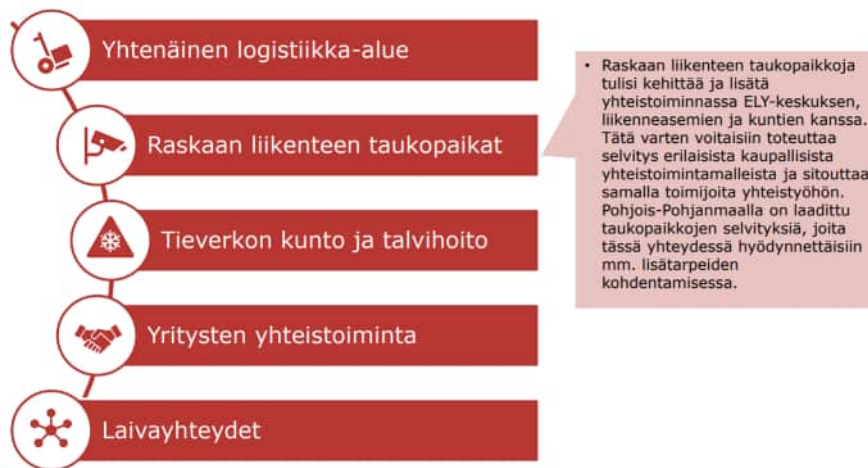 Yhtenäinen logistiikka-alue
Raskaan liikenteen taukopaikat
Tieverkon kunto ja talvihoito
Yritysten yhteistoiminta
Laivayhteydet
• Raskaan liikenteen taukopaikkoja
tulisi kehittää ja lisätä
yhteistoiminnassa ELY-keskuksen,
liikenneasemien ja kuntien kanssa.
Tätä varten voitaisiin toteuttaa
selvitys erilaisista kaupallisista
yhteistoimintamalleista ja sitouttaa
samalla toimijoita yhteistyöhön.
Pohjois-Pohjanmaalla on laadittu
taukopaikkojen selvityksiä, joita
tässä yhteydessä hyödynnettäisiin
mm. lisätarpeiden
kohdentamisessa.